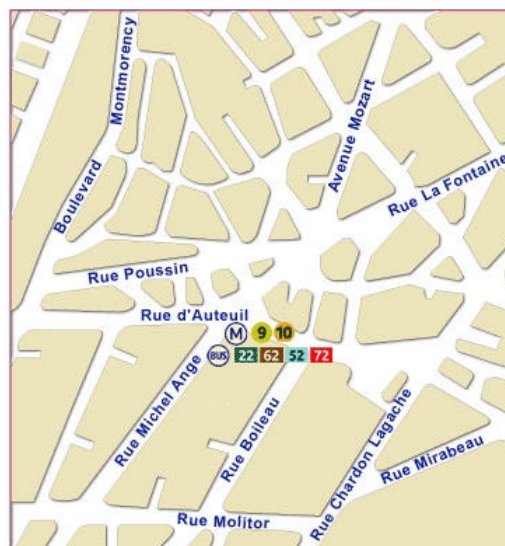 Boulevard Montmorency
Avenue Mozart
Rue La Fontaine
Rue Poussin
Rue d'Auteuil
M 9 10
BUS 22 62 52 72
Rue Michel Ange
Rue Boileau
Rue Chardon Lagache
Rue Mirabeau
Rue Molitor